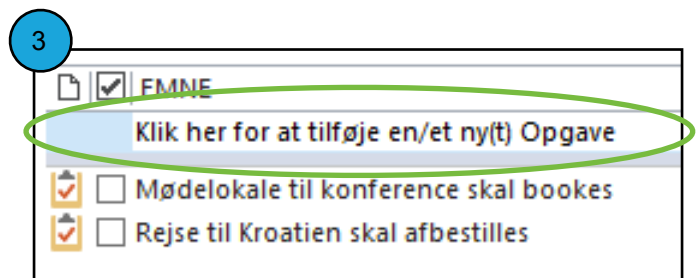 3
EMNE
Klik her for at tilføje en/et ny(t) Opgave
Mødelokale til konference skal bookes
Rejse til Kroatien skal afbestilles